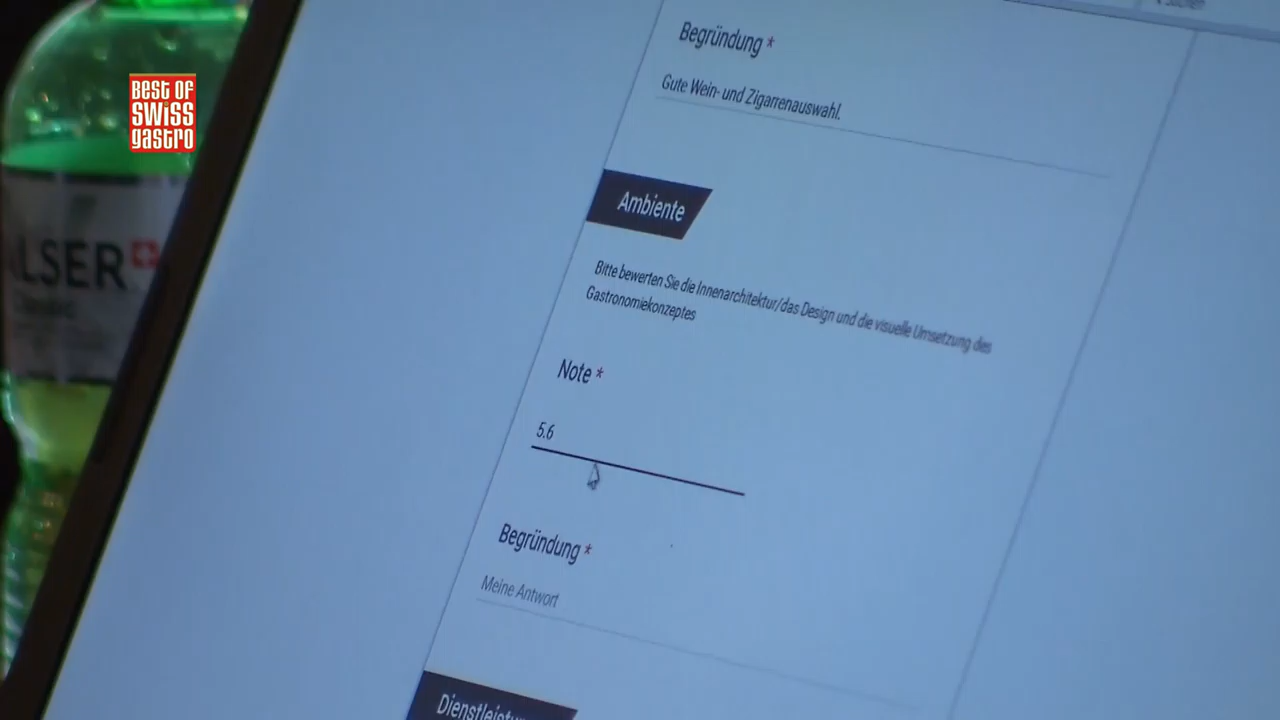 BEST OF
SWiSS
gastro
LSER
Begründung *
Gute Wein- und Zigarrenauswahl.
Ambiente
Bitte bewerten Sie die Innenarchitektur/das Design und die visuelle Umsetzung des
Gastronomiekonzeptes
Note *
5.6
Begründung *
Meine Antwort